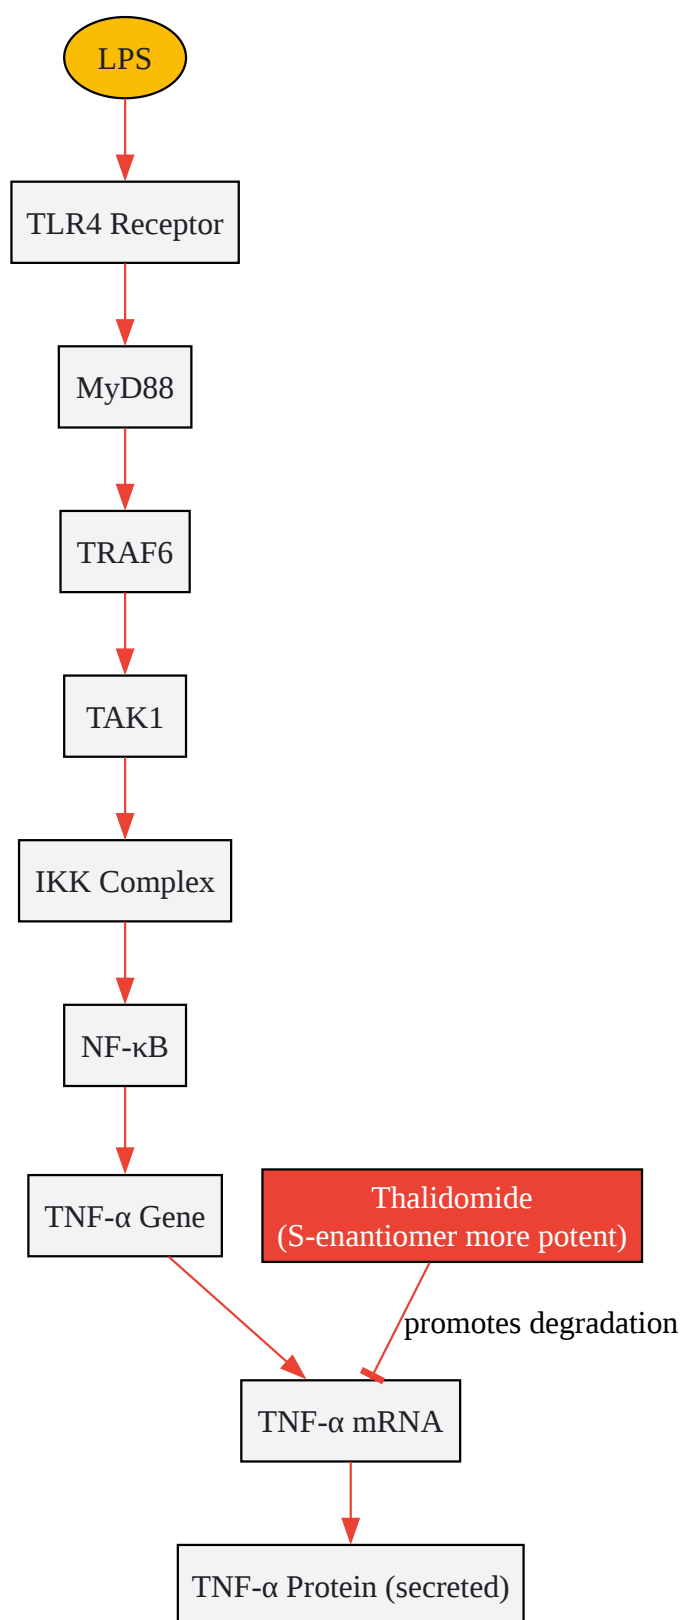 LPS
TLR4 Receptor
MyD88
TRAF6
TAK1
IKK Complex
NF-κB
TNF-α Gene
Thalidomide
(S-enantiomer more potent)
promotes degradation
TNF-α mRNA
TNF-α Protein (secreted)